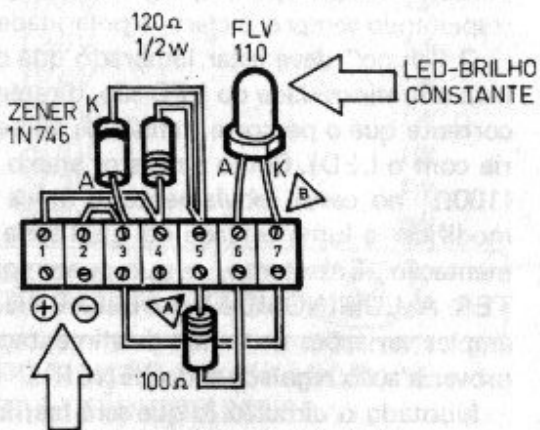 120Ω
1/2W
FLV
110
LED-BRILHO
CONSTANTE
ZENER
1N746
K
A
A
K
B
1 2 3 4 5 6 7
+ −
A
100Ω